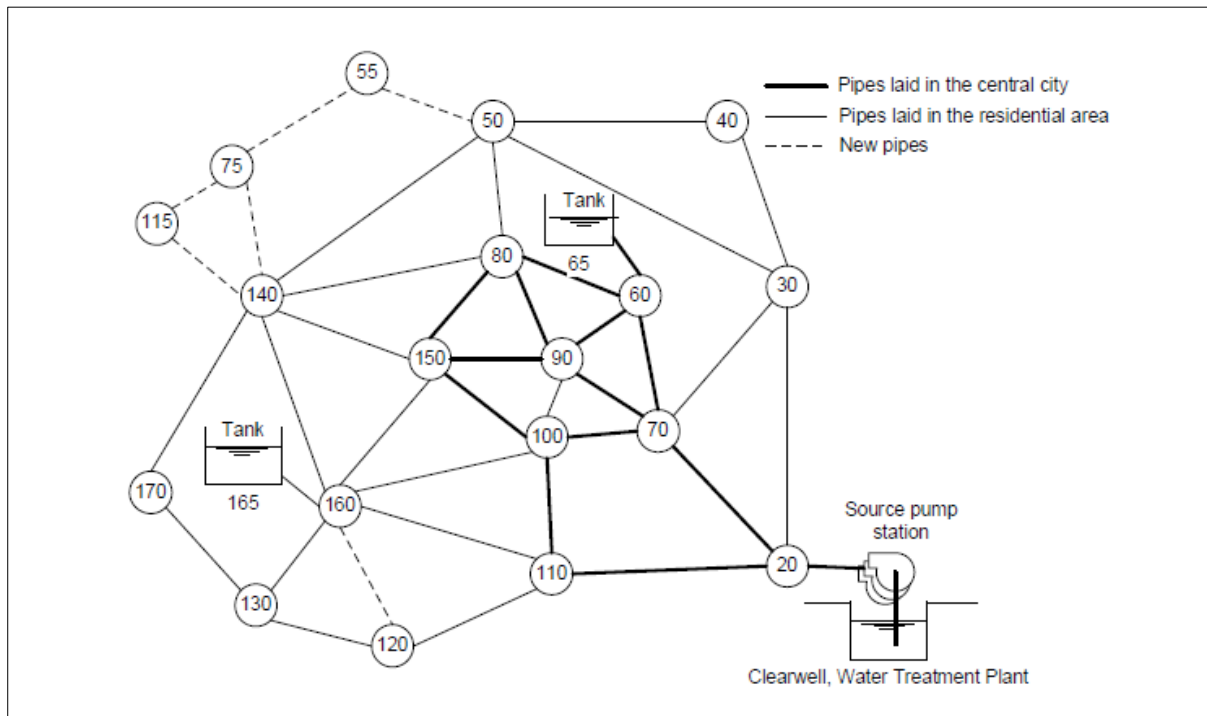 55
50
40
Pipes laid in the central city
Pipes laid in the residential area
New pipes
75
115
Tank
65
80
60
30
140
150
90
100
70
Tank
165
170
160
Source pump
station
20
110
130
120
Clearwell, Water Treatment Plant